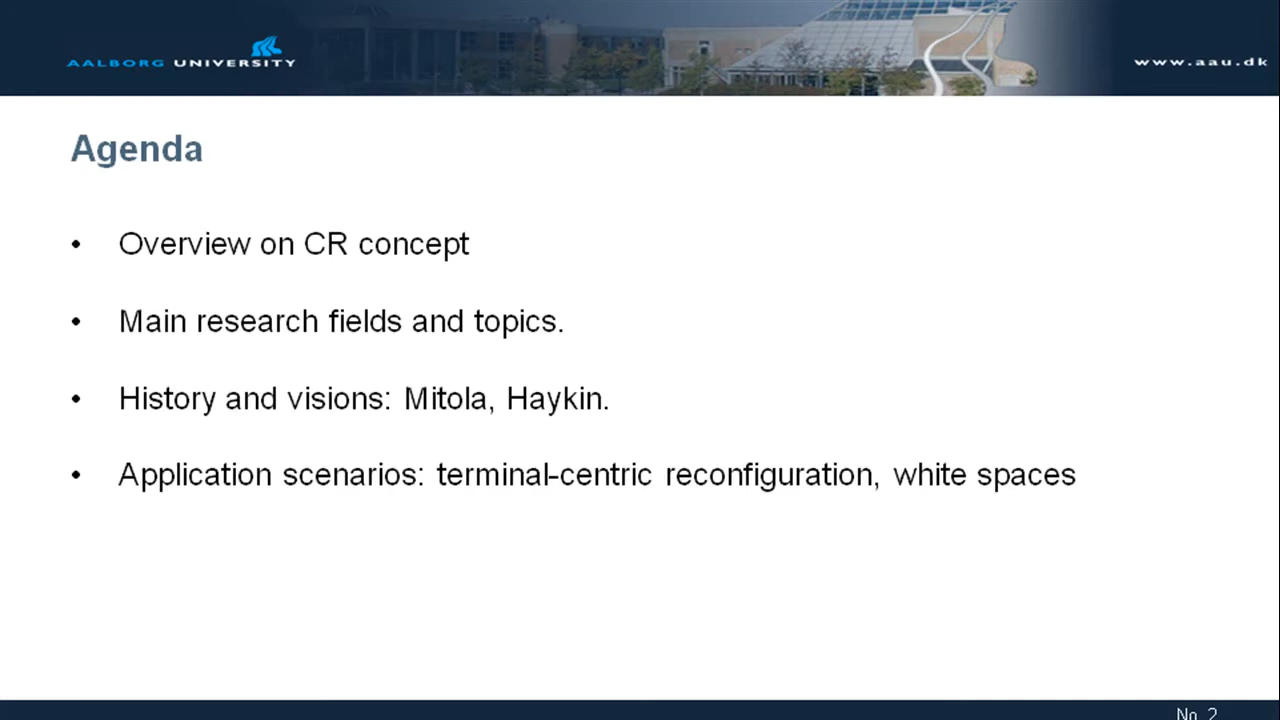 AALBORG UNIVERSITY
www.aau.dk
Agenda
• Overview on CR concept
• Main research fields and topics.
• History and visions: Mitola, Haykin.
• Application scenarios: terminal-centric reconfiguration, white spaces
No. 2